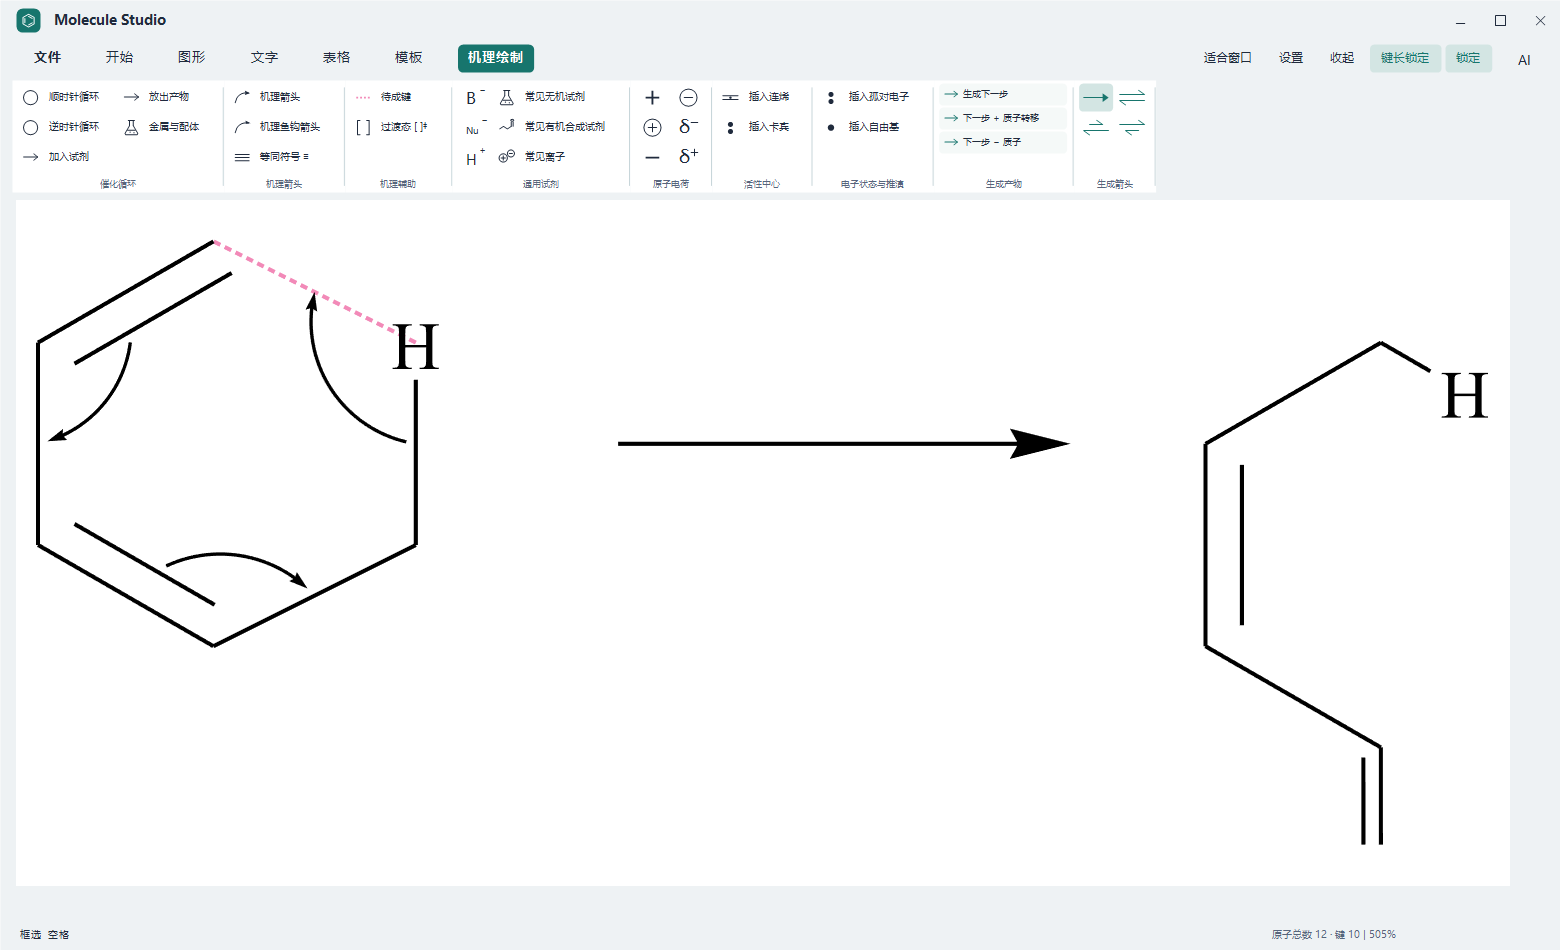 Molecule Studio
文件 开始 图形 文字 表格 模板 机理绘制 适合窗口 设置 收起 键长锁定 锁定 AI
顺时针循环 放出产物 机理箭头 待成键 B⁻ 常见无机试剂 + ⊖ 插入连烯 插入孤对电子 生成下一步
逆时针循环 金属与配体 机理鱼钩箭头 [ ] 过渡态 [ ]‡ Nu⁻ 常见有机合成试剂 ⊕ δ⁻ 插入卡宾 插入自由基 下一步 + 质子转移
加入试剂 等同符号 ≡ H⁺ 常见离子 − δ⁺ 下一步 − 质子
催化循环 机理箭头 机理辅助 通用试剂 原子电荷 活性中心 电子状态与推演 生成产物 生成箭头
H
H
框选 空格 原子总数 12 · 键 10 | 505%